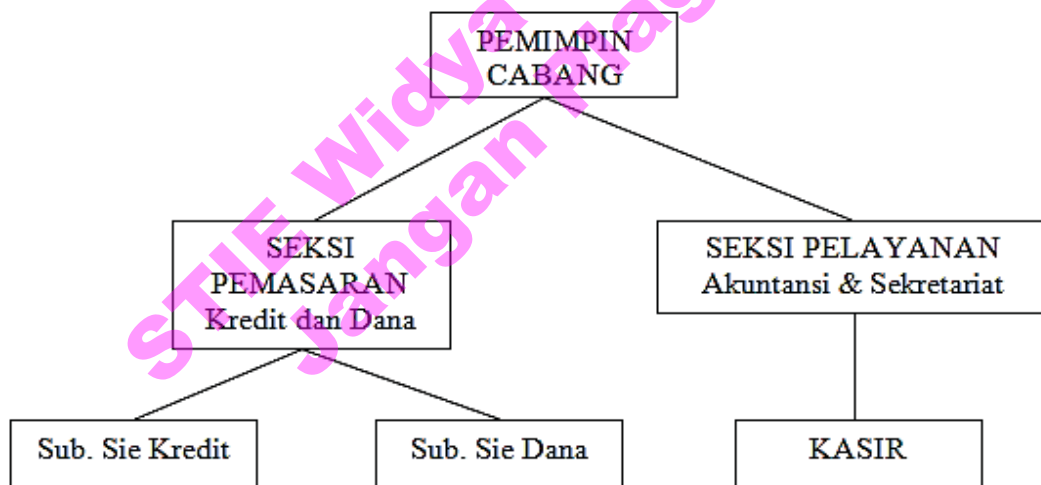 PEMIMPIN
CABANG
SEKSI
PEMASARAN
Kredit dan Dana
SEKSI PELAYANAN
Akuntansi & Sekretariat
Sub. Sie Kredit
Sub. Sie Dana
KASIR
STIE Widya
Jangan Plag